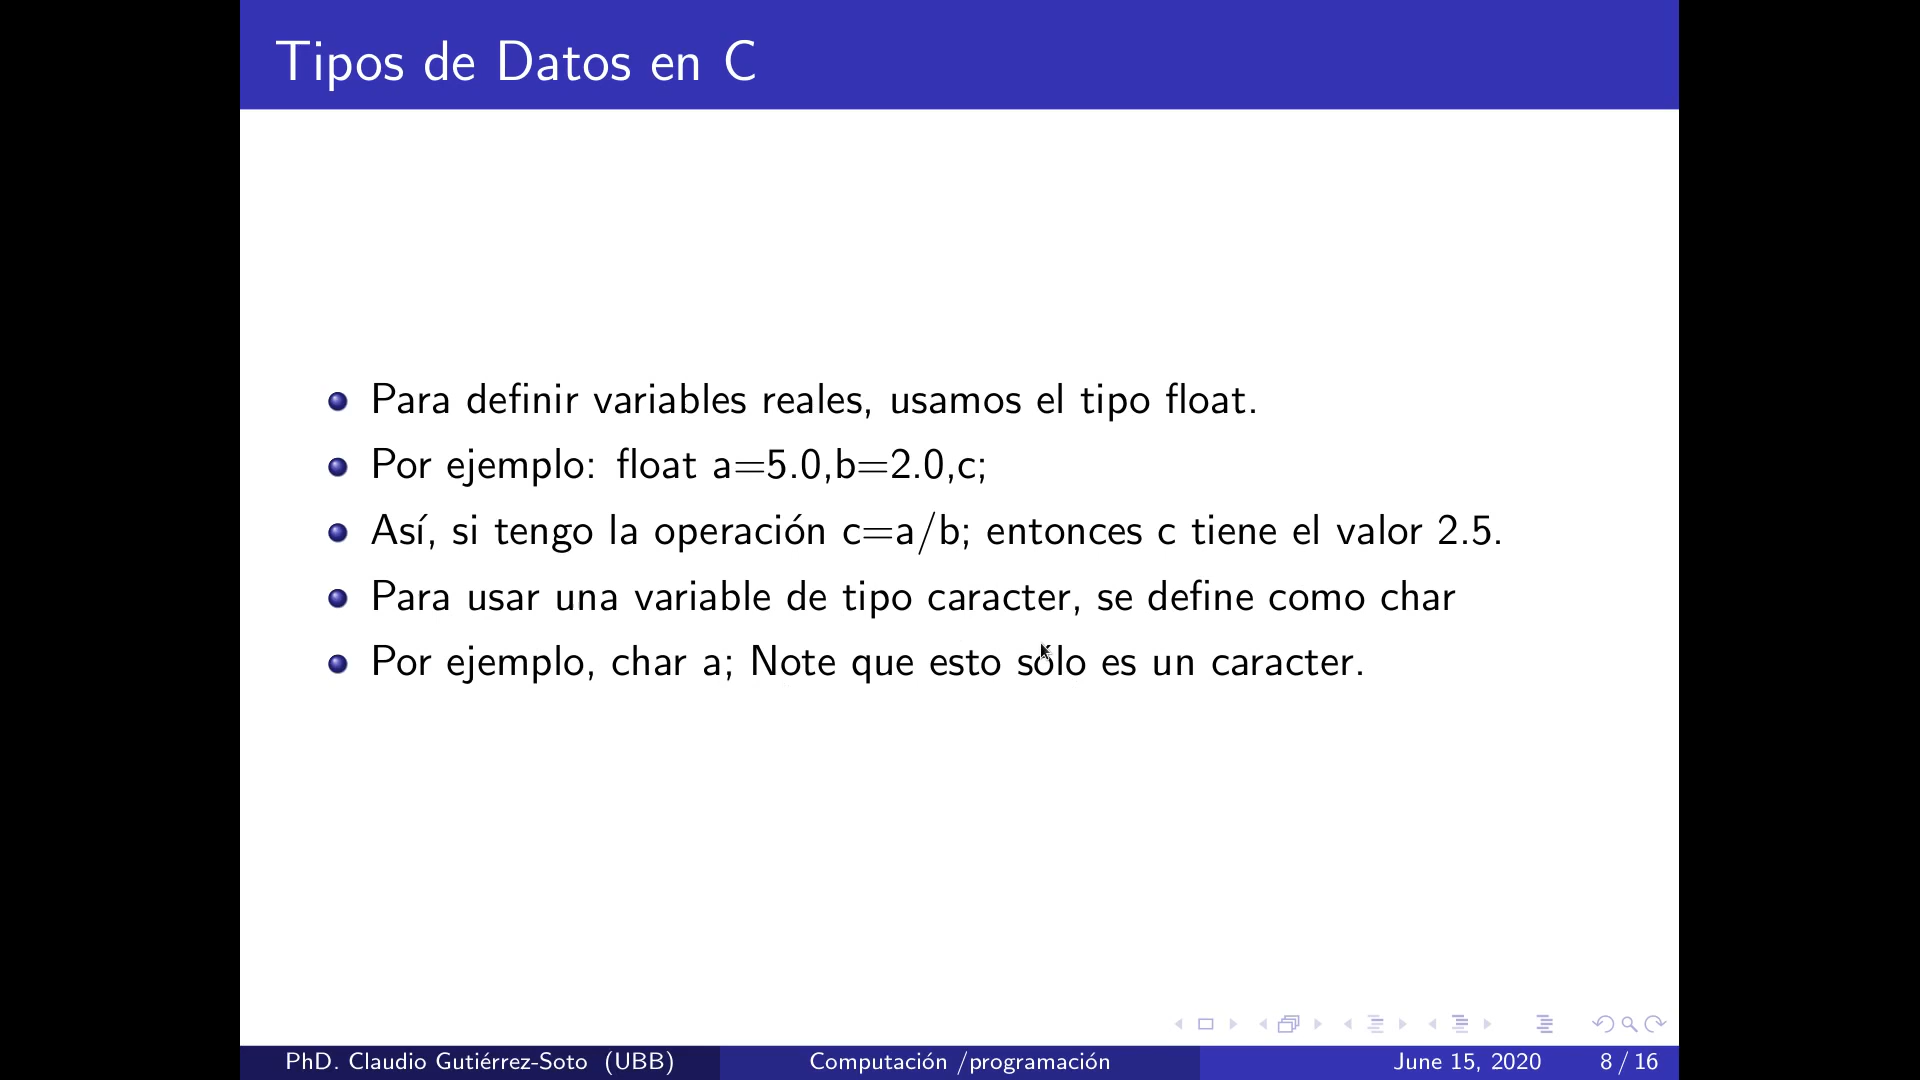 Tipos de Datos en C
Para definir variables reales, usamos el tipo float.
Por ejemplo: float a=5.0,b=2.0,c;
Así, si tengo la operación c=a/b; entonces c tiene el valor 2.5.
Para usar una variable de tipo caracter, se define como char
Por ejemplo, char a; Note que esto sólo es un caracter.
PhD. Claudio Gutiérrez-Soto (UBB) Computación /programación June 15, 2020 8 / 16